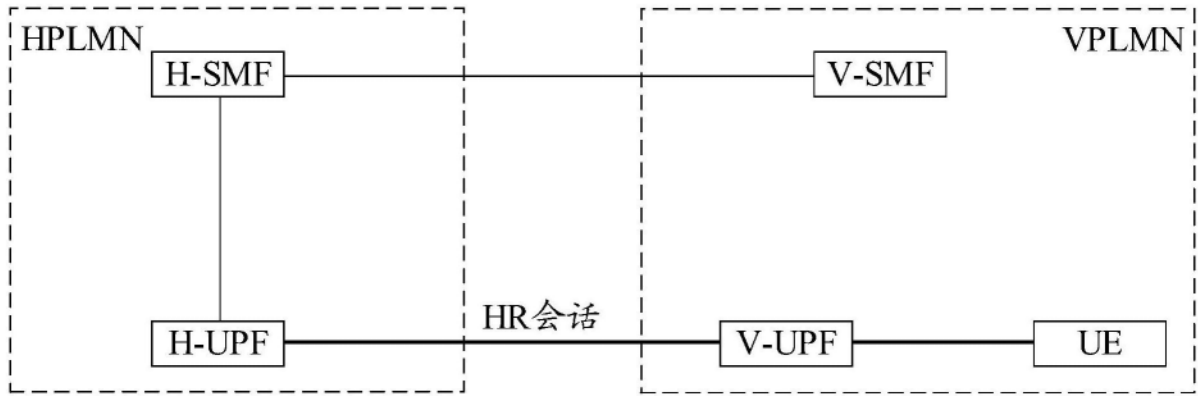 HPLMN
VPLMN
H-SMF
V-SMF
HR会话
H-UPF
V-UPF
UE